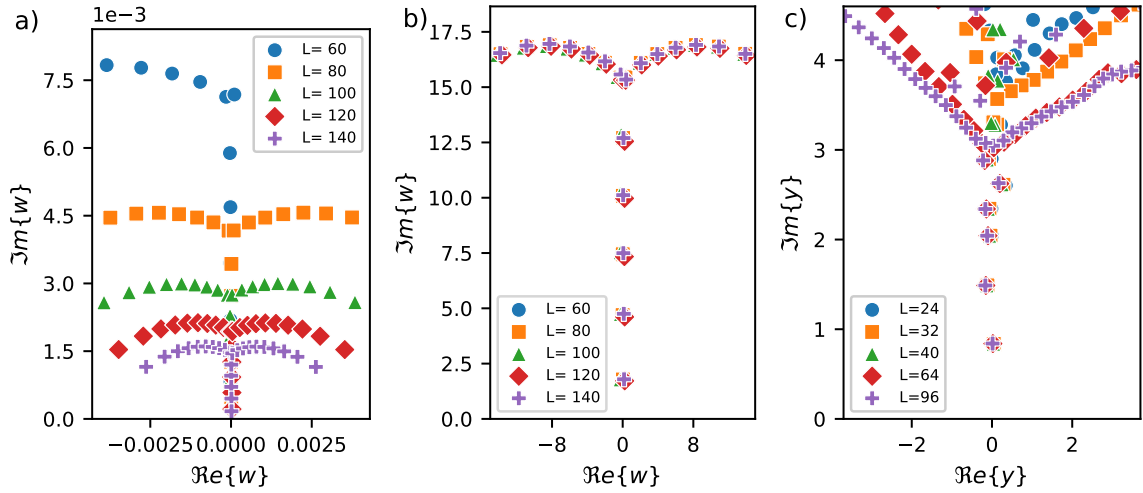 a)
1e−3
7.5
6.0
4.5
3.0
1.5
0.0
ℑm{w}
L= 60
L= 80
L= 100
L= 120
L= 140
−0.0025 0.0000 0.0025
ℜe{w}
b)
17.5
15.0
12.5
10.0
7.5
5.0
2.5
0.0
ℑm{w}
L= 60
L= 80
L= 100
L= 120
L= 140
−8 0 8
ℜe{w}
c)
4
3
2
1
0
ℑm{y}
L=24
L=32
L=40
L=64
L=96
−2 0 2
ℜe{y}